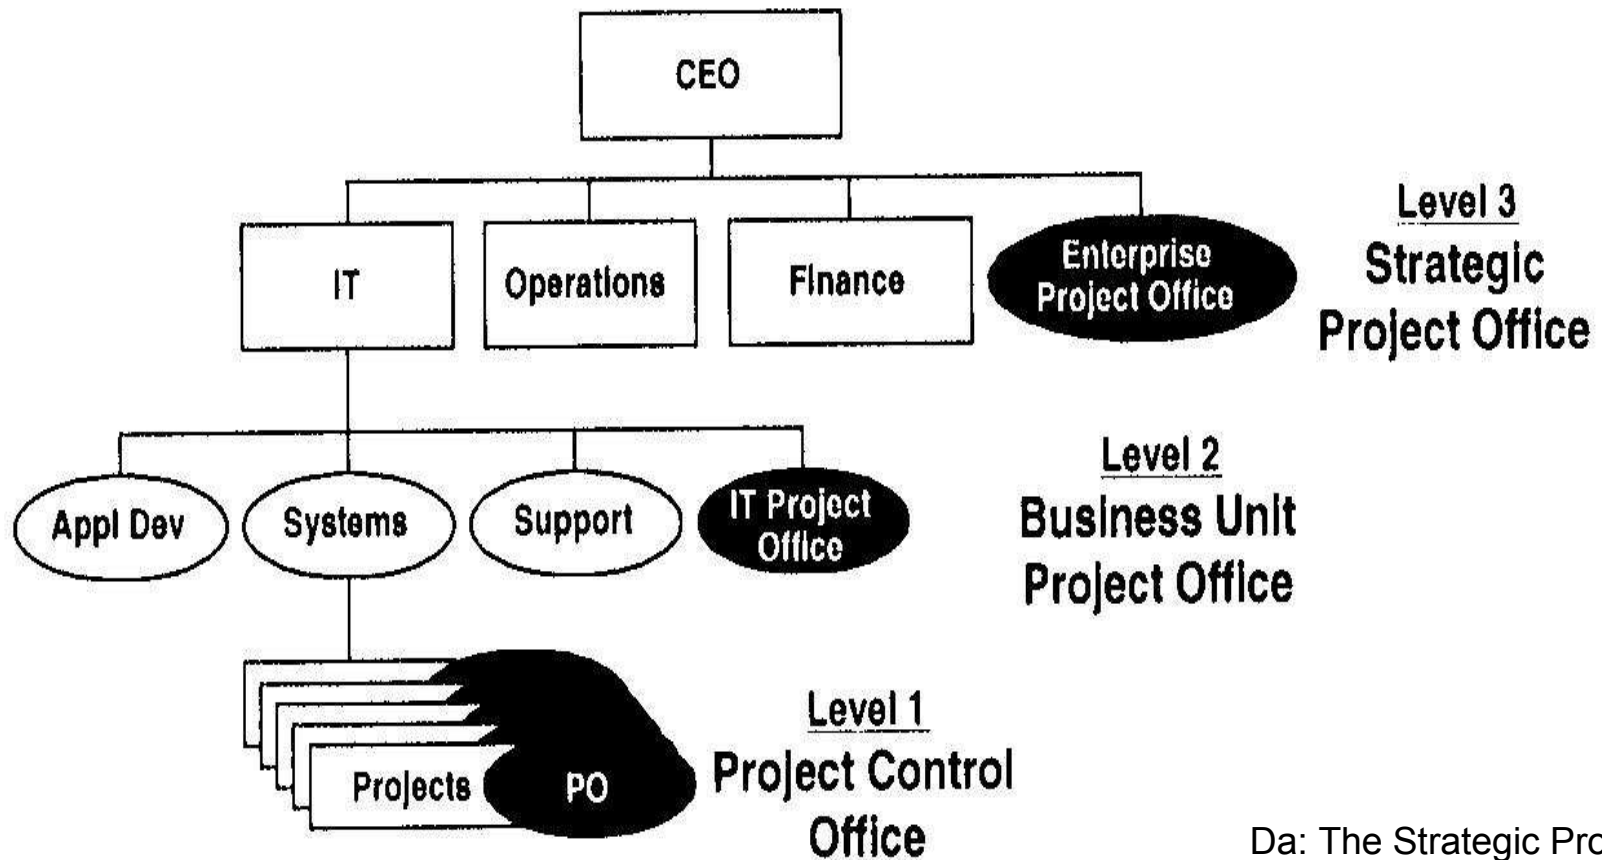 CEO
IT
Operations
Finance
Enterprise
Project Office
Level 3
Strategic
Project Office
Appl Dev
Systems
Support
IT Project
Office
Level 2
Business Unit
Project Office
Projects
PO
Level 1
Project Control
Office
Da: The Strategic